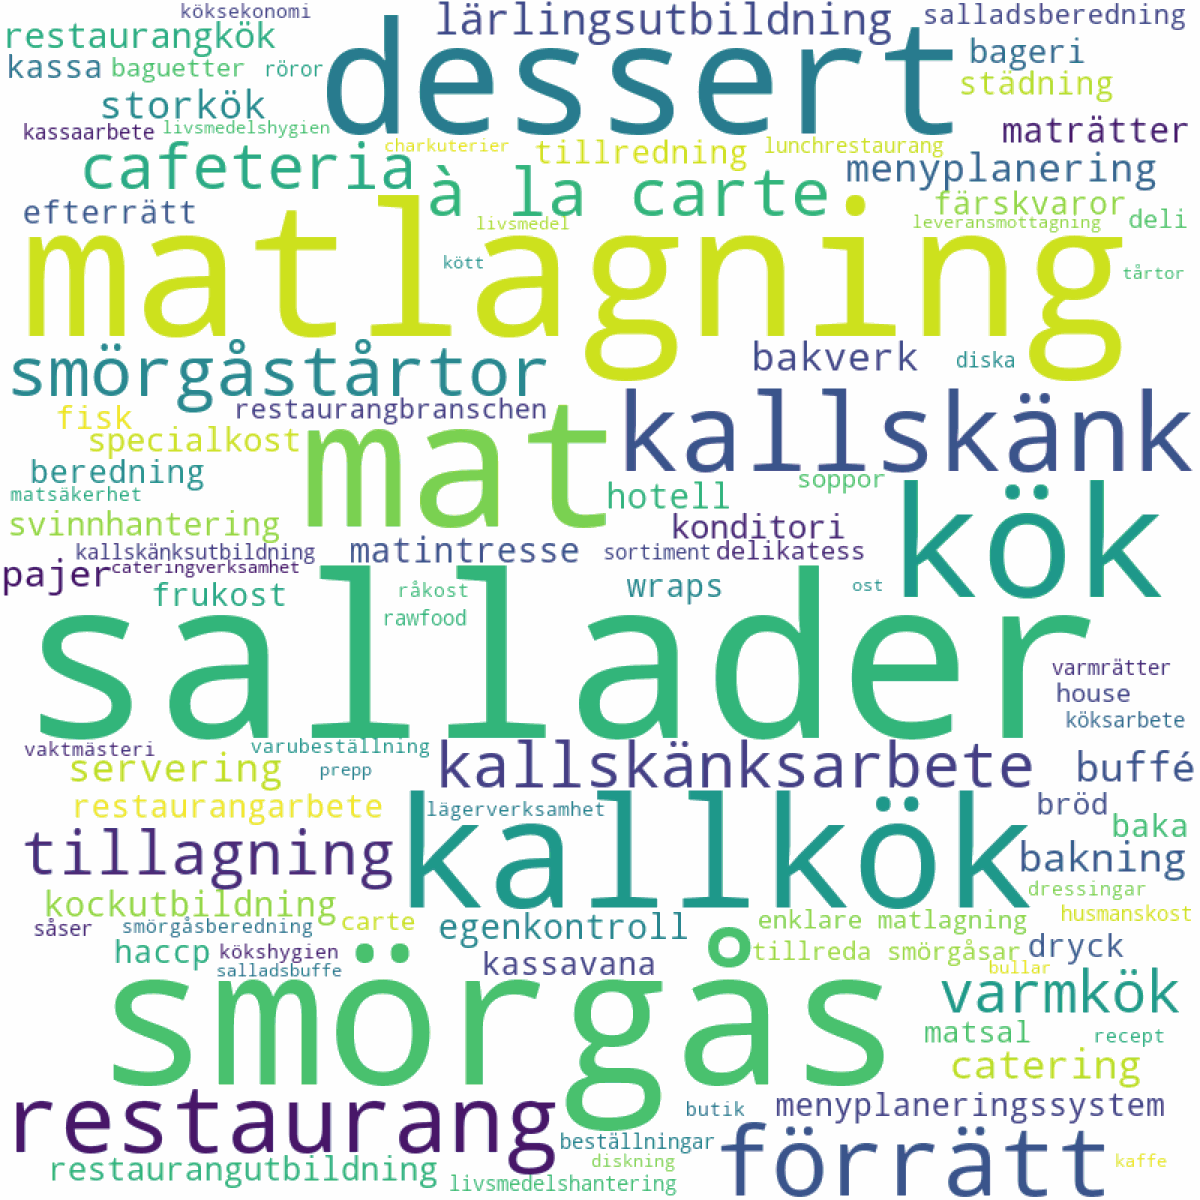 köksekonomi
lärlingsutbildning
salladsberedning
restaurangkök
dessert
bageri
kassa
baguetter
röror
städning
storkök
kassaarbete
livsmedelshygien
charkuterier
tillredning
lunchrestaurang
maträtter
cafeteria
à la carte
menyplanering
efterrätt
livsmedel
färskvaror
leveransmottagning
deli
matlagning
kött
tårtor
smörgåstårtor
bakverk
diska
fisk
restaurangbranschen
mat
kallskänk
specialkost
beredning
matsäkerhet
hotell
soppor
kök
svinnhantering
konditori
kallskänksutbildning
matintresse
sortiment
delikatess
pajer
cateringverksamhet
frukost
råkost
wraps
ost
rawfood
sallader
varmrätter
house
köksarbete
vaktmästeri
varubeställning
servering
prepp
kallskänksarbete
buffé
restaurangarbete
lägerverksamhet
bröd
baka
tillagning
kallkök
bakning
dressingar
kockutbildning
carte
såser
smörgåsberedning
egenkontroll
enklare matlagning
husmanskost
haccp
kökshygien
salladsbuffe
kassavana
tillreda smörgåsar
dryck
bullar
smörgås
varmkök
matsal
recept
catering
restaurang
butik
menyplaneringssystem
beställningar
förrätt
restaurangutbildning
diskning
kaffe
livsmedelshantering